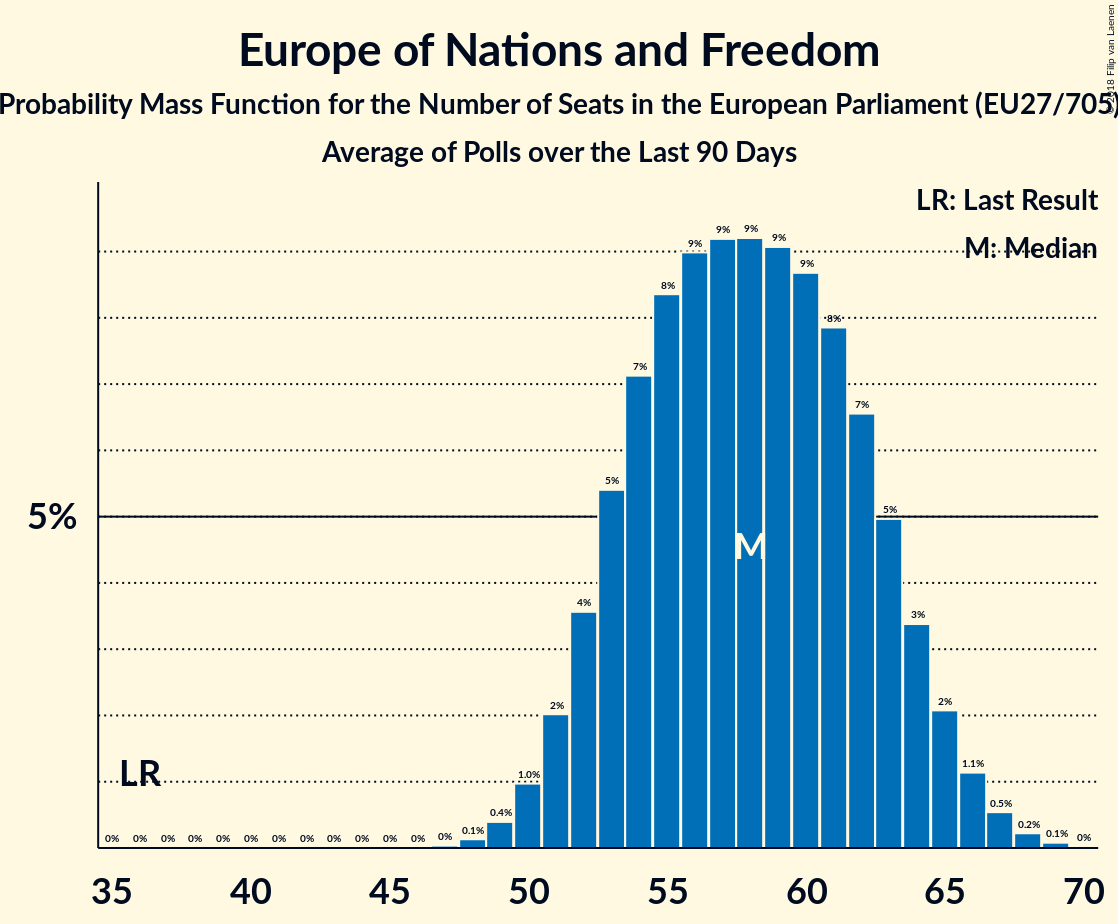 Europe of Nations and Freedom
Probability Mass Function for the Number of Seats in the European Parliament (EU27/705)
Average of Polls over the Last 90 Days
© 2018 Filip van Laenen
LR: Last Result
M: Median
9% 9% 9% 9% 9%
8% 8%
7% 7%
5% 5%
5%
M
4% 3%
2% 2%
LR
1.0% 1.1%
0.4% 0.5%
0% 0% 0% 0% 0% 0% 0% 0% 0% 0% 0% 0% 0% 0.1% 0.2% 0.1% 0%
35 40 45 50 55 60 65 70